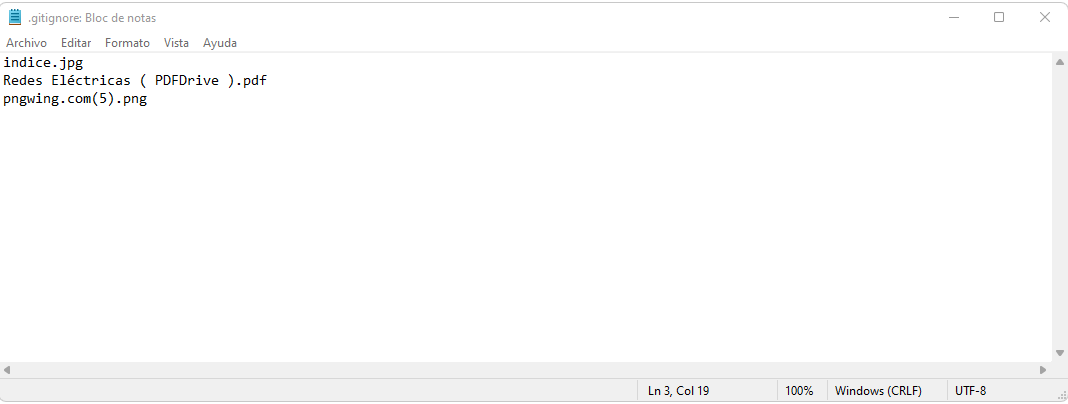 .gitignore: Bloc de notas
Archivo Editar Formato Vista Ayuda
indice.jpg
Redes Eléctricas ( PDFDrive ).pdf
pngwing.com(5).png
Ln 3, Col 19 100% Windows (CRLF) UTF-8